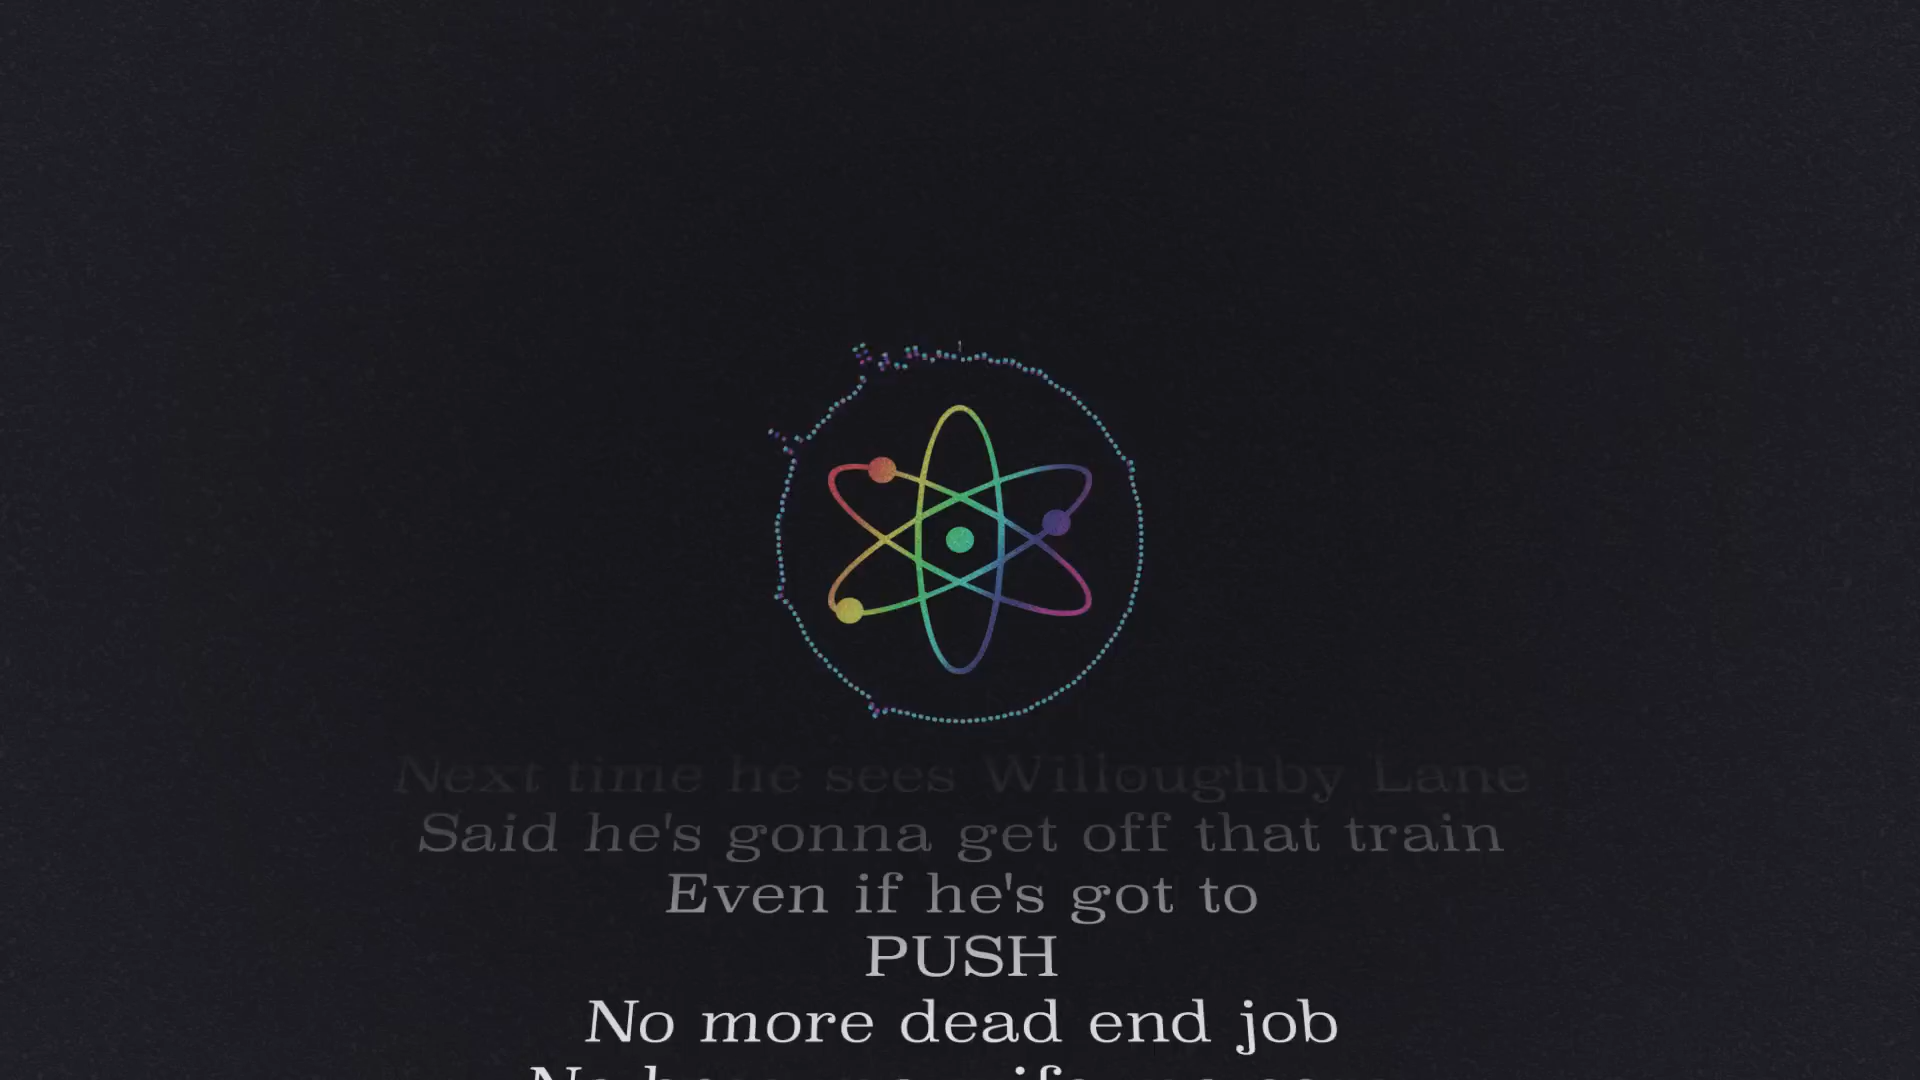 Next time he sees Willoughby Lane
Said he's gonna get off that train
Even if he's got to
PUSH
No more dead end job